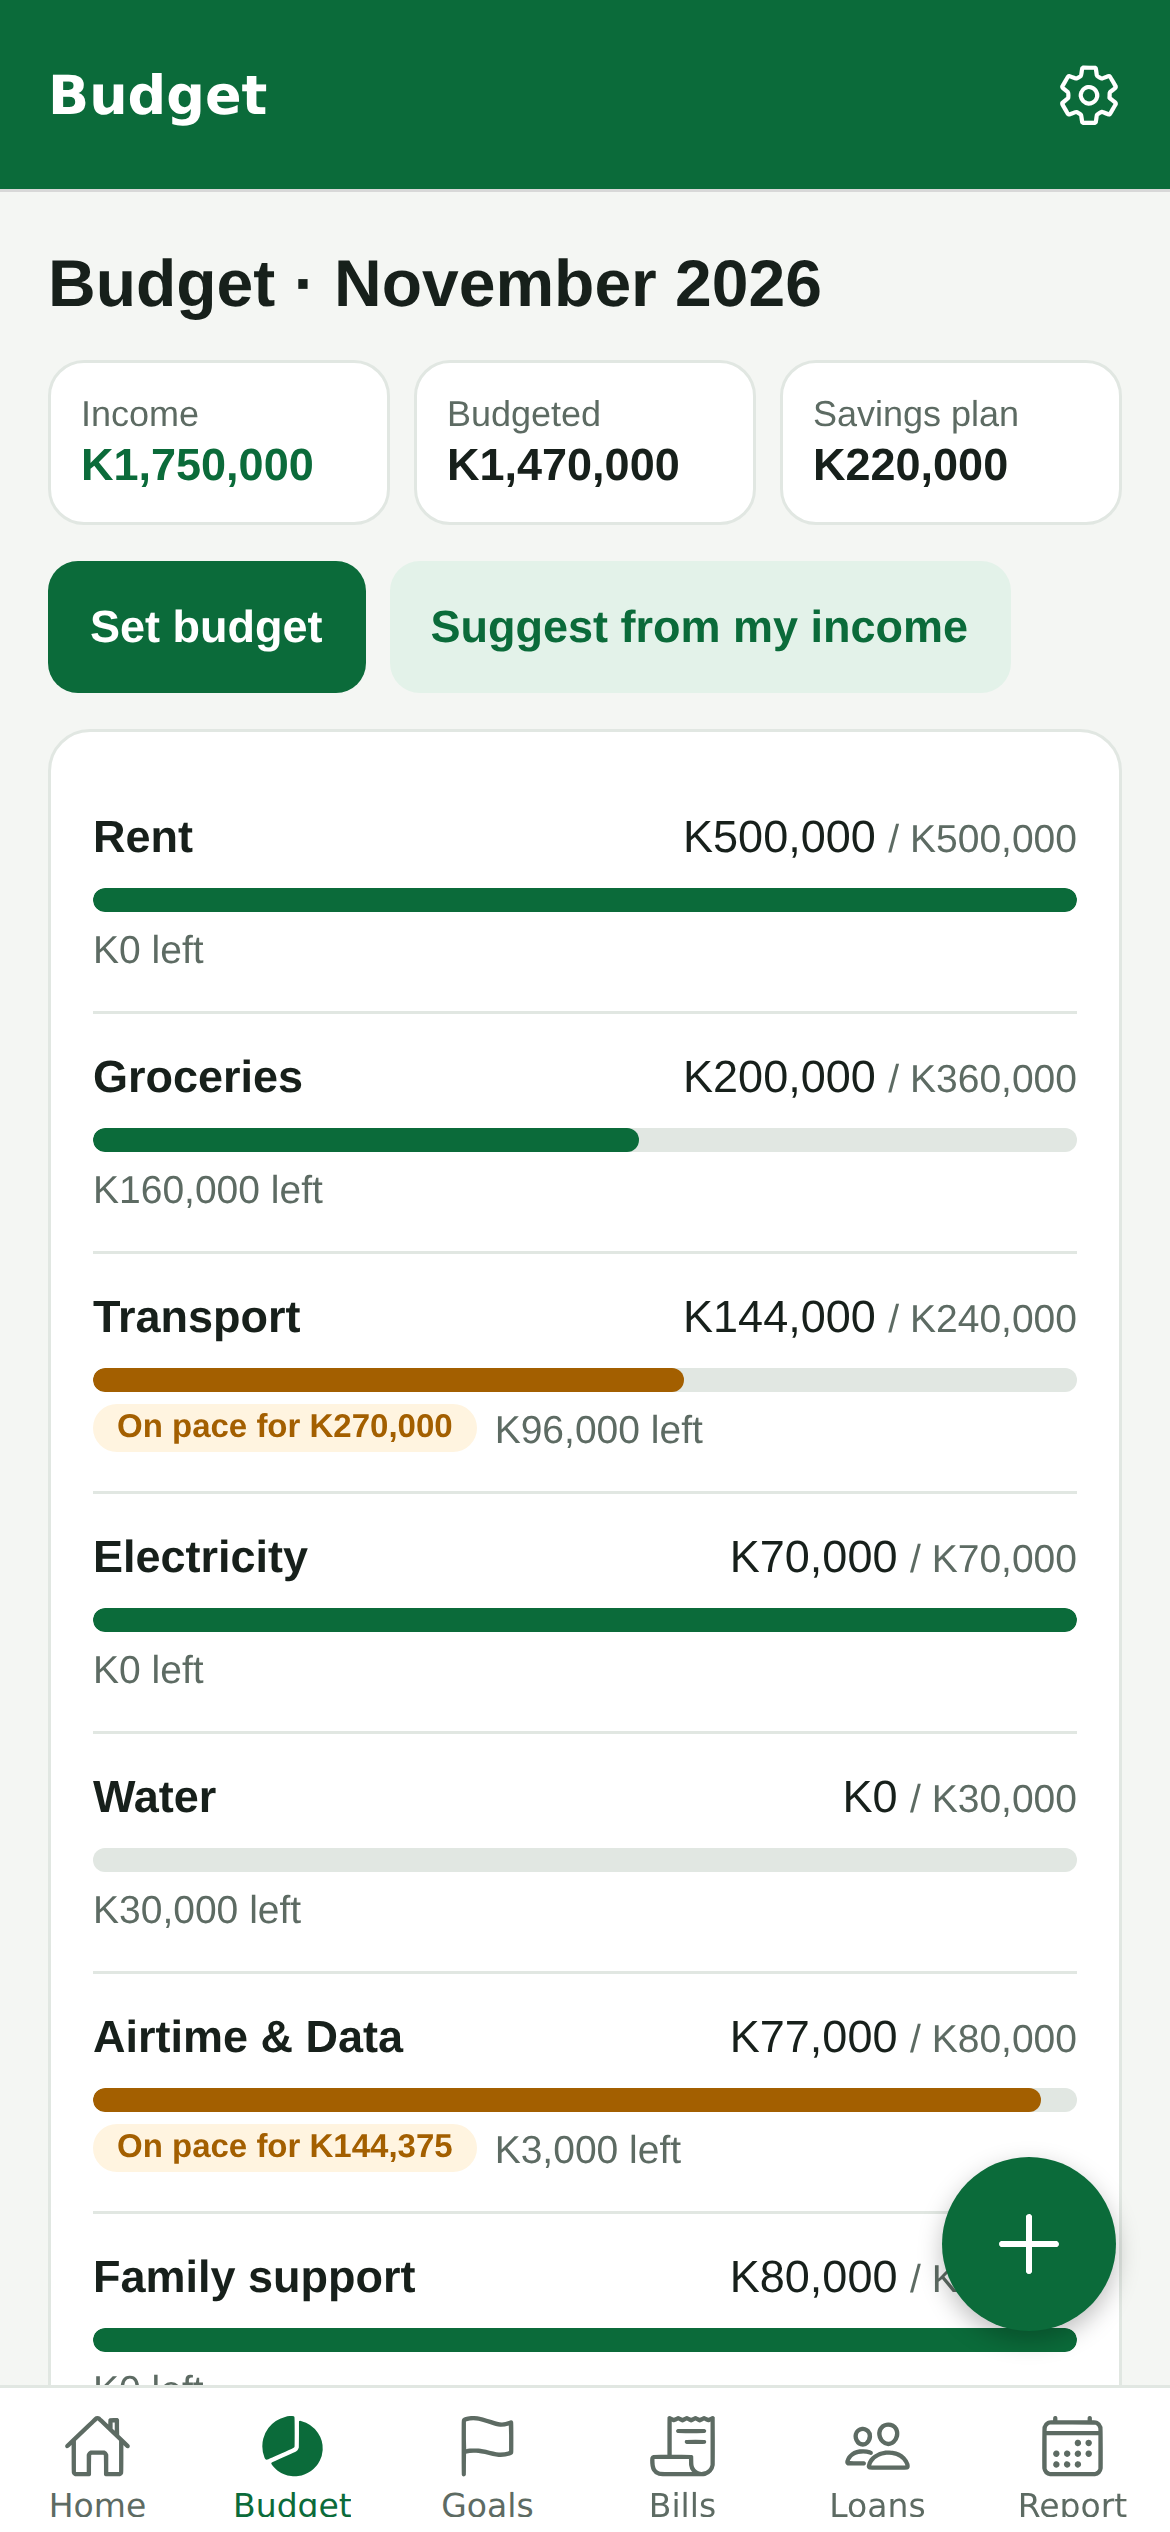 Budget
Budget · November 2026
Income
K1,750,000
Budgeted
K1,470,000
Savings plan
K220,000
Set budget
Suggest from my income
Rent K500,000 / K500,000
K0 left
Groceries K200,000 / K360,000
K160,000 left
Transport K144,000 / K240,000
On pace for K270,000 K96,000 left
Electricity K70,000 / K70,000
K0 left
Water K0 / K30,000
K30,000 left
Airtime & Data K77,000 / K80,000
On pace for K144,375 K3,000 left
Family support K80,000 / K
K0 left
Home Budget Goals Bills Loans Report